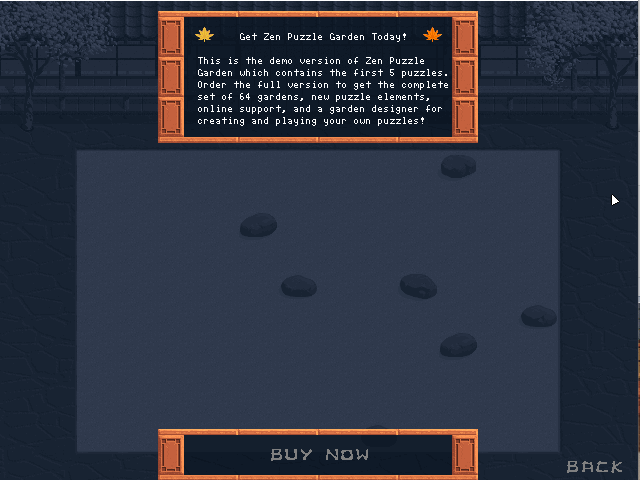 Get Zen Puzzle Garden Today!
This is the demo version of Zen Puzzle
Garden which contains the first 5 puzzles.
Order the full version to get the complete
set of 64 gardens, new puzzle elements,
online support, and a garden designer for
creating and playing your own puzzles!
BUY NOW
BACK